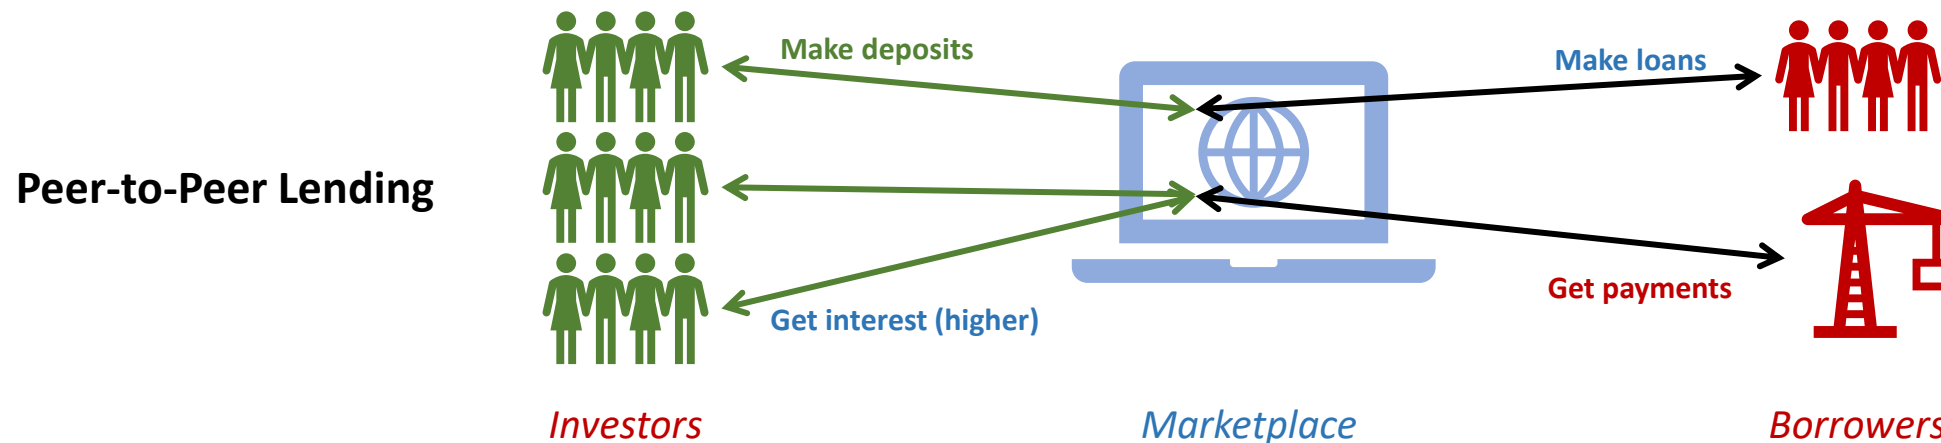 Make deposits
Make loans
Peer-to-Peer Lending
Get payments
Get interest (higher)
Investors
Marketplace
Borrowers